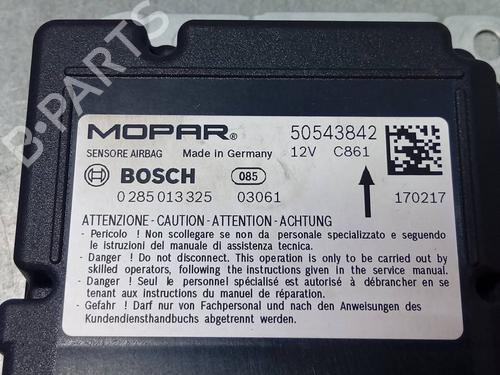 MOPAR® 50543842
SENSORE AIRBAG Made in Germany 12V C861
BOSCH 085
0 285 013 325 03061 170217
ATTENZIONE - CAUTION - ATTENTION - ACHTUNG
- Pericolo ! Non scollegare se non da personale specializzato e seguendo
le istruzioni del manuale di assistenza tecnica.
- Danger ! Do not disconnect. This operation is only to be carried out by
skilled operators, following the instructions given in the service manual.
- Danger ! Seul le personnel spécialisé est autorisé à débrancher en se
tenant aux instructions du manuel de réparation.
- Gefahr ! Darf nur von Fachpersonal und nach den Anweisungen des
Kundendiensthandbuchs abgetrennt werden.
B-PARTS